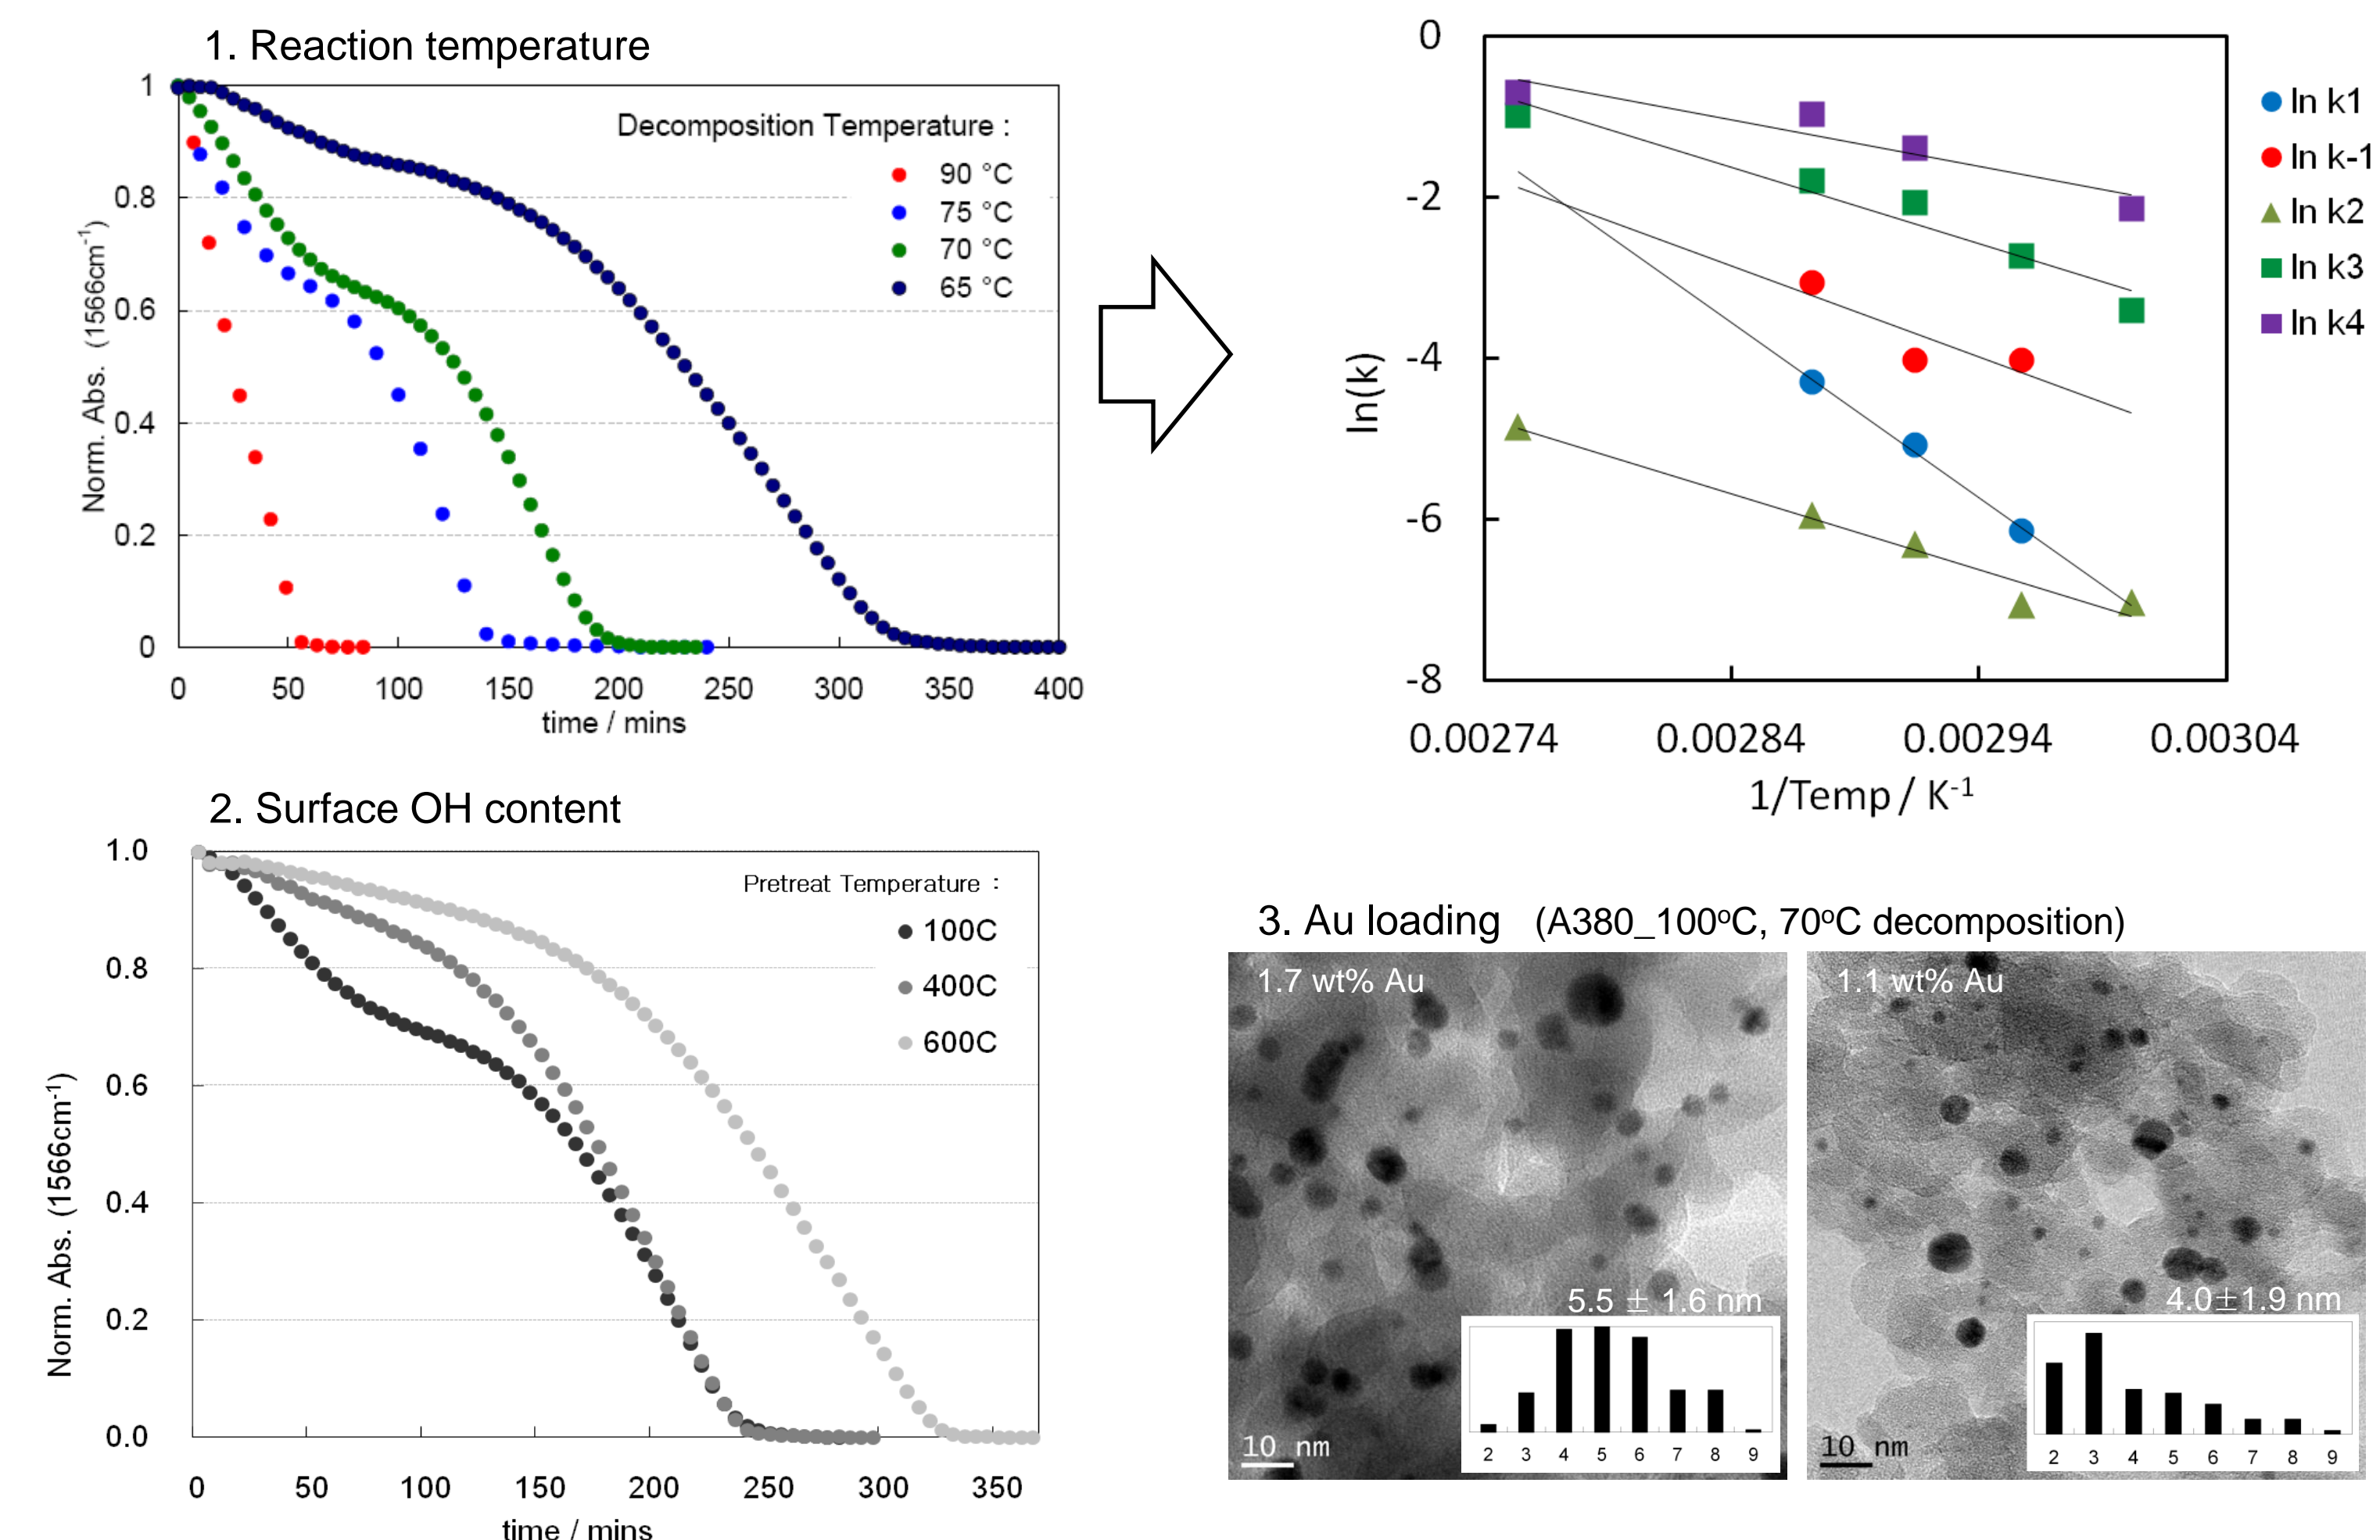 1. Reaction temperature
1
0.8
0.6
0.4
0.2
0
Norm. Abs. (1566cm-1)
Decomposition Temperature :
90 °C
75 °C
70 °C
65 °C
0 50 100 150 200 250 300 350 400
time / mins
0
-2
-4
-6
-8
ln(k)
0.00274 0.00284 0.00294 0.00304
1/Temp / K-1
ln k1
ln k-1
ln k2
ln k3
ln k4
2. Surface OH content
1.0
0.8
0.6
0.4
0.2
0.0
Norm. Abs. (1566cm-1)
Pretreat Temperature :
100C
400C
600C
0 50 100 150 200 250 300 350
time / mins
3. Au loading (A380_100oC, 70oC decomposition)
1.7 wt% Au
5.5 ± 1.6 nm
10 nm
2 3 4 5 6 7 8 9
1.1 wt% Au
4.0±1.9 nm
10 nm
2 3 4 5 6 7 8 9